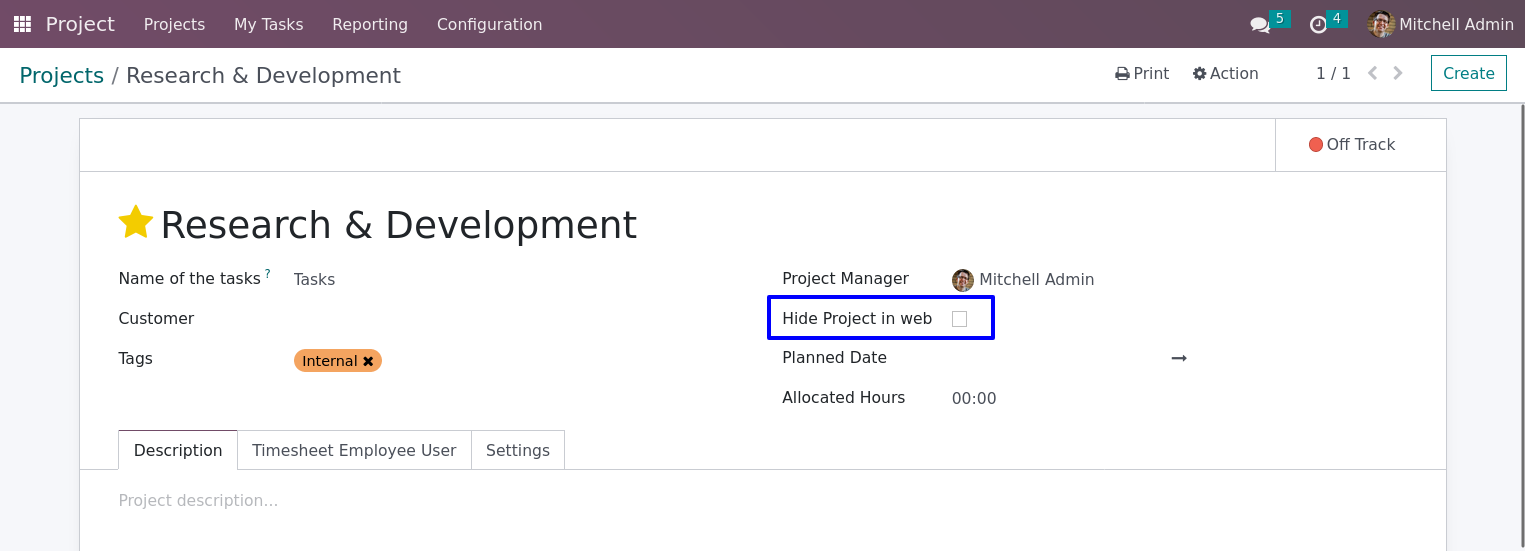 Project Projects My Tasks Reporting Configuration 5 4 Mitchell Admin
Projects / Research & Development Print Action 1 / 1 Create
Off Track
Research & Development
Name of the tasks ? Tasks
Customer
Tags Internal
Project Manager Mitchell Admin
Hide Project in web
Planned Date
Allocated Hours 00:00
Description Timesheet Employee User Settings
Project description...